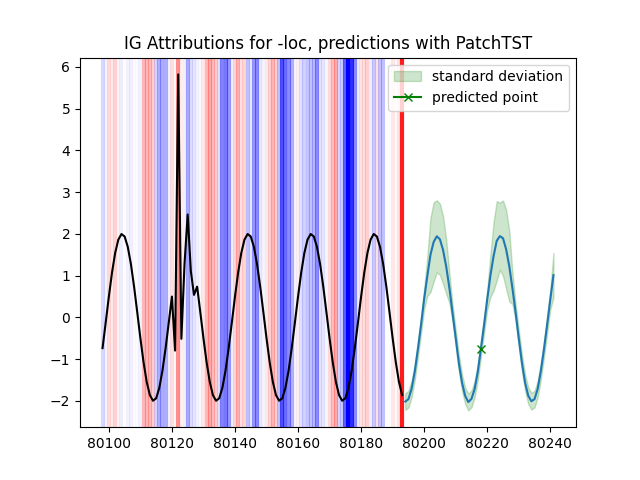 IG Attributions for -loc, predictions with PatchTST
standard deviation
predicted point
6
5
4
3
2
1
0
−1
−2
80100 80120 80140 80160 80180 80200 80220 80240